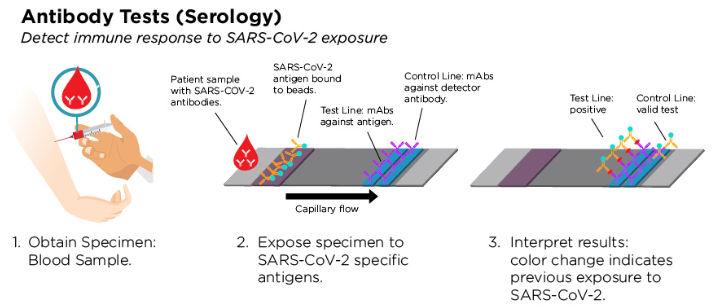 Antibody Tests (Serology)
Detect immune response to SARS-CoV-2 exposure
Patient sample
with SARS-COV-2
antibodies.
SARS-CoV-2
antigen bound
to beads.
Test Line: mAbs
against antigen.
Control Line: mAbs
against detector
antibody.
Capillary flow
Test Line:
positive
Control Line:
valid test
1. Obtain Specimen:
Blood Sample.
2. Expose specimen to
SARS-CoV-2 specific
antigens.
3. Interpret results:
color change indicates
previous exposure to
SARS-CoV-2.